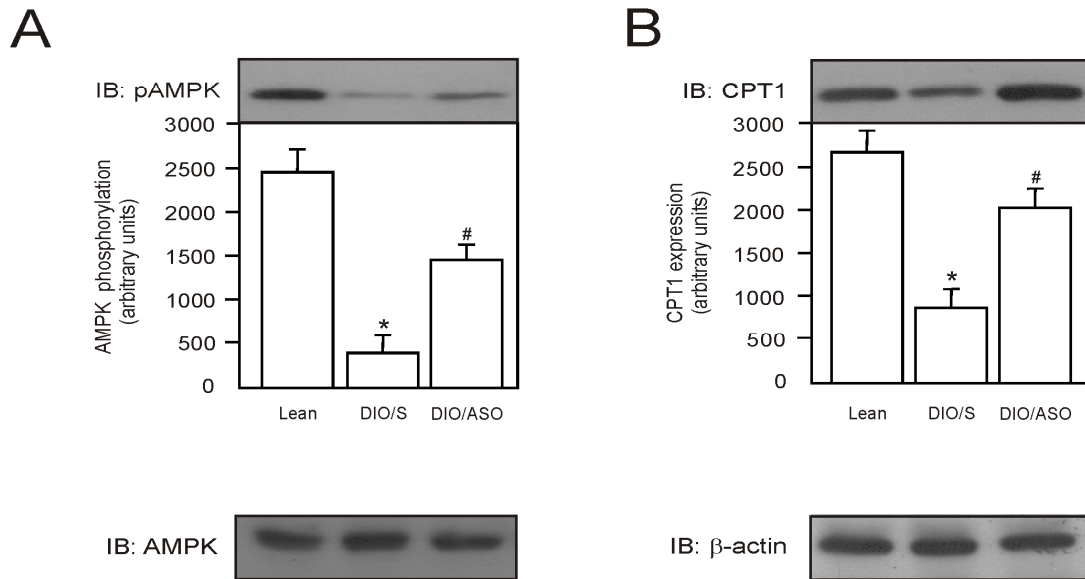 A
IB: pAMPK
AMPK phosphorylation
(arbitrary units)
3000
2500
2000
1500
1000
500
0
*
#
Lean DIO/S DIO/ASO
IB: AMPK
B
IB: CPT1
CPT1 expression
(arbitrary units)
3000
2500
2000
1500
1000
500
0
*
#
Lean DIO/S DIO/ASO
IB: β-actin